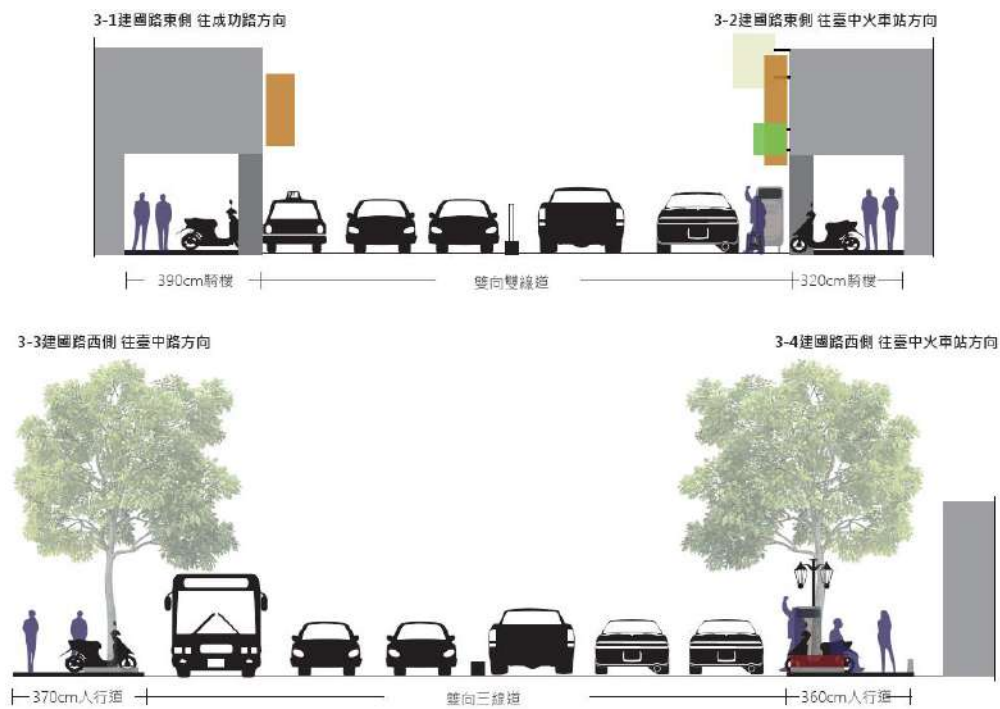 3-1建國路東側 往成功路方向
3-2建國路東側 往臺中火車站方向
390cm騎樓
雙向雙線道
320cm騎樓
3-3建國路西側 往臺中路方向
3-4建國路西側 往臺中火車站方向
370cm人行道
雙向三線道
360cm人行道